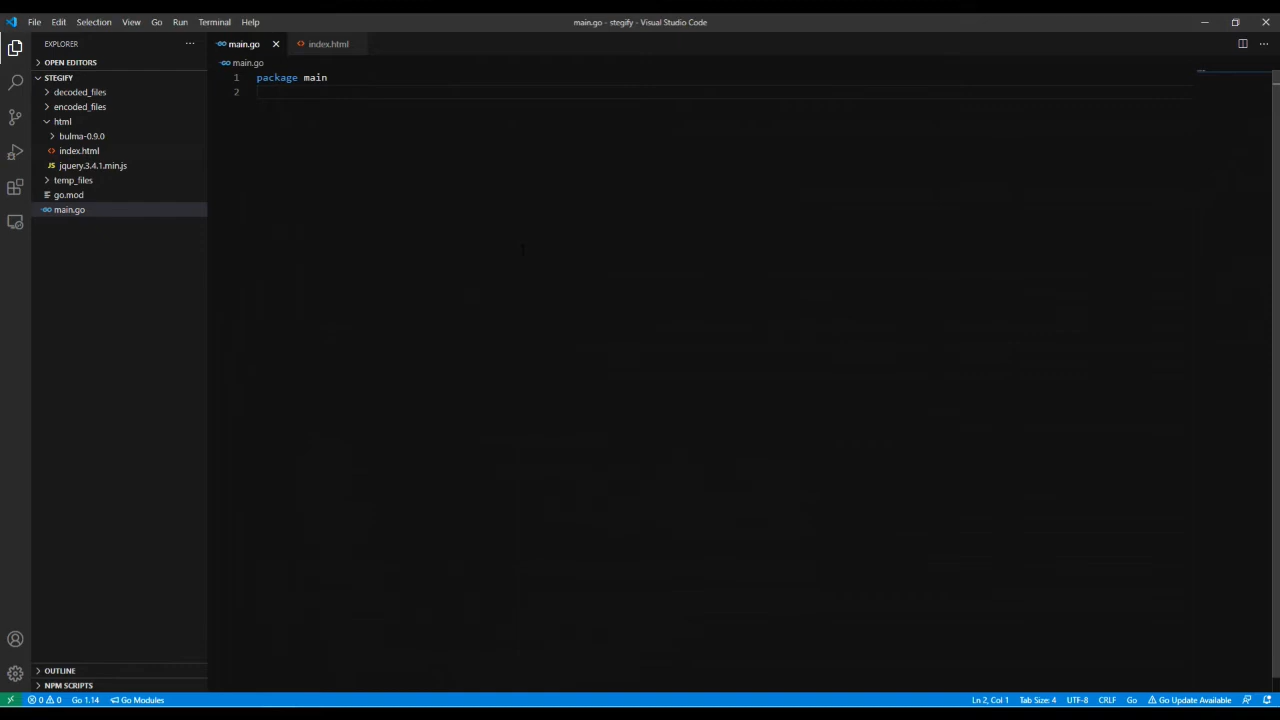 File Edit Selection View Go Run Terminal Help
main.go - stegify - Visual Studio Code
EXPLORER
main.go
index.html
OPEN EDITORS
main.go
STEGIFY
decoded_files
encoded_files
html
bulma-0.9.0
index.html
JS jquery.3.4.1.min.js
temp_files
go.mod
main.go
1 package main
2
OUTLINE
NPM SCRIPTS
0 0 Go 1.14 Go Modules
Ln 2, Col 1 Tab Size: 4 UTF-8 CRLF Go Go Update Available